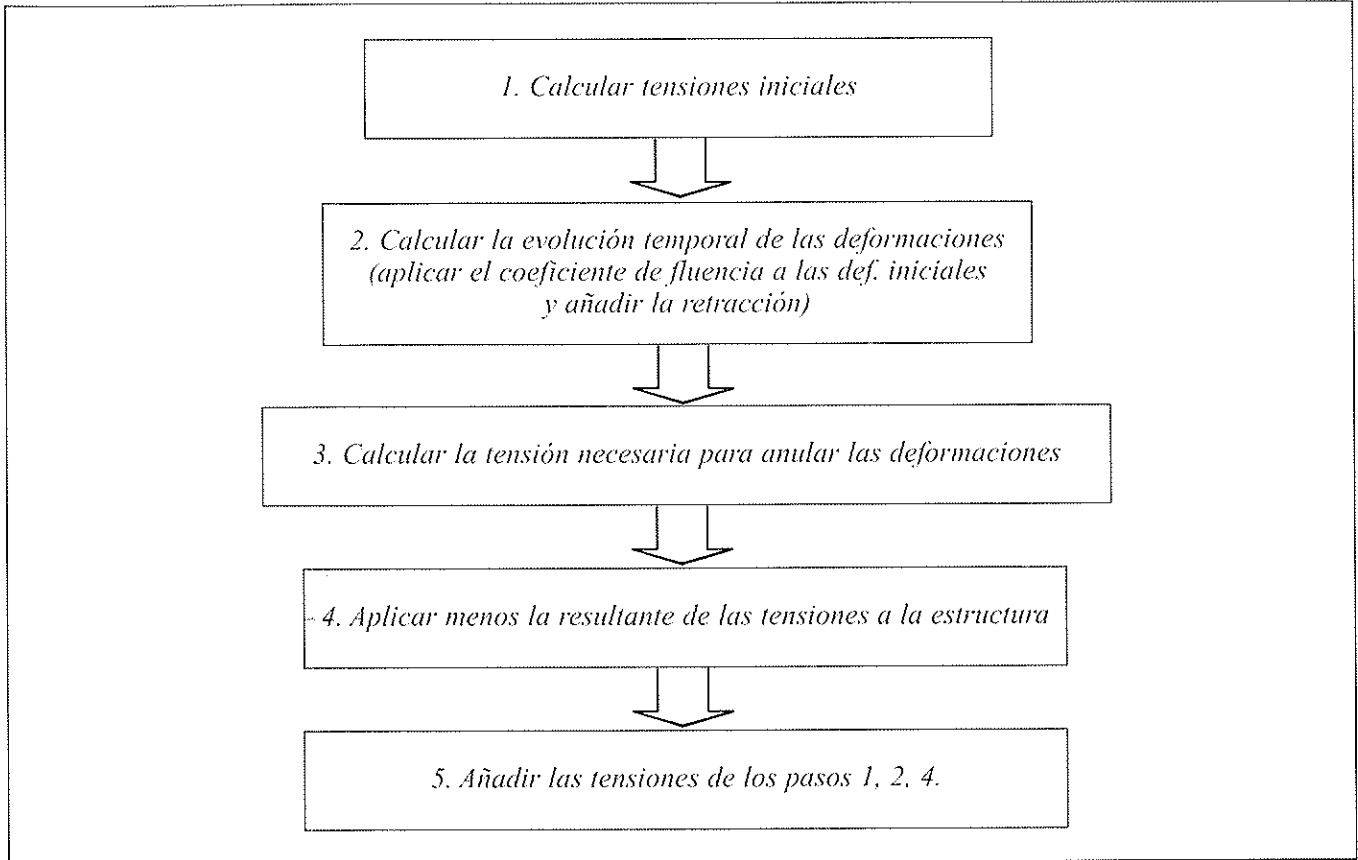 1. Calcular tensiones iniciales
2. Calcular la evolución temporal de las deformaciones
(aplicar el coeficiente de fluencia a las def. iniciales
y añadir la retracción)
3. Calcular la tensión necesaria para anular las deformaciones
4. Aplicar menos la resultante de las tensiones a la estructura
5. Añadir las tensiones de los pasos 1, 2, 4.